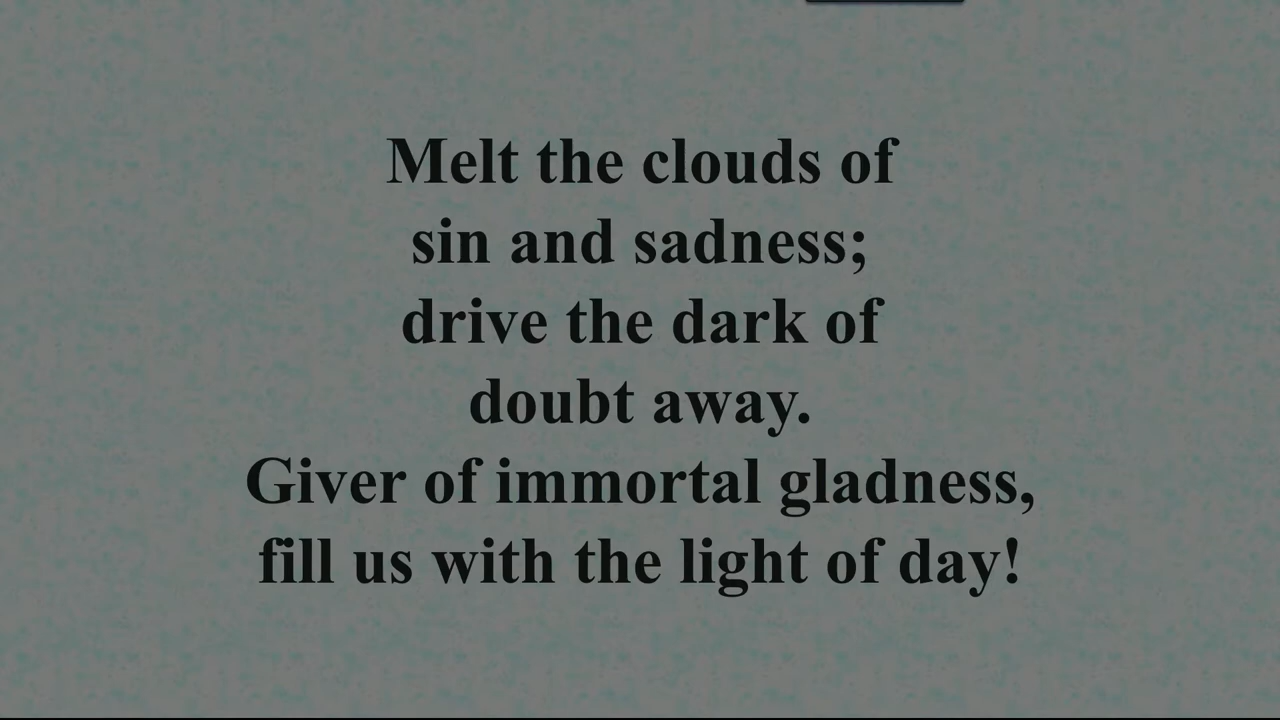 Melt the clouds of
sin and sadness;
drive the dark of
doubt away.
Giver of immortal gladness,
fill us with the light of day!